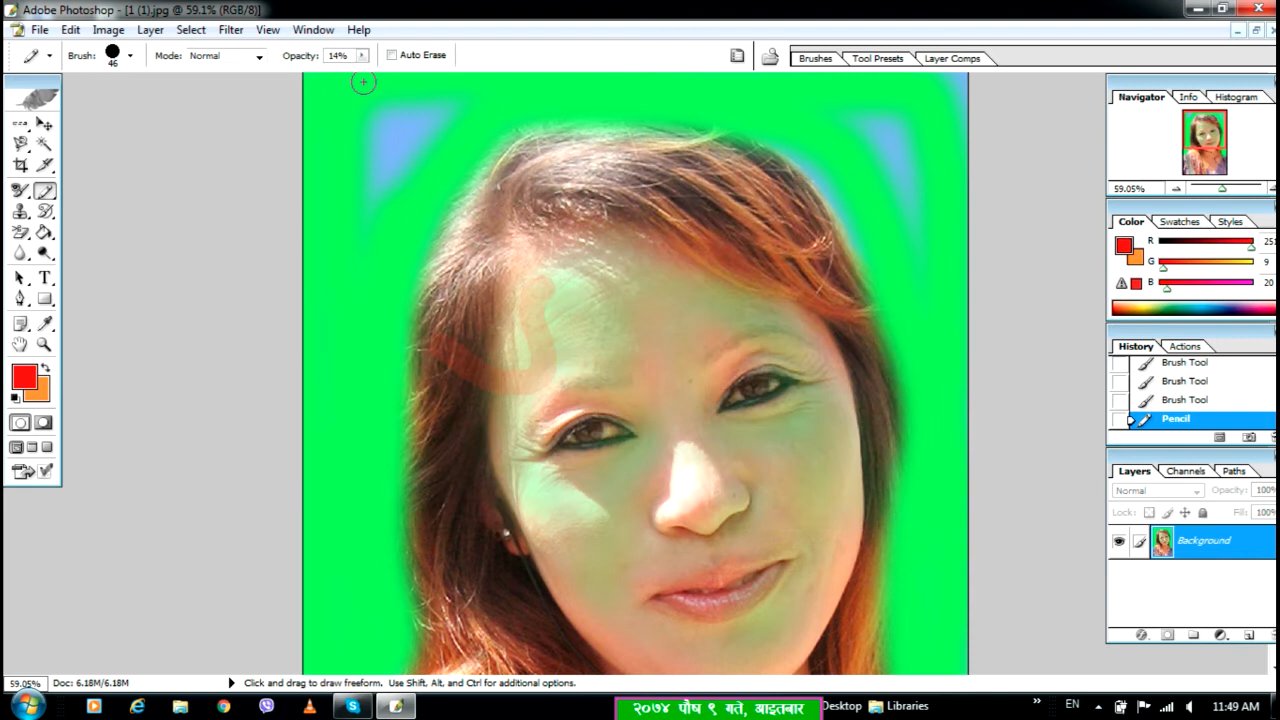 Adobe Photoshop - [1 (1).jpg @ 59.1% (RGB/8)]
File Edit Image Layer Select Filter View Window Help
Brush: 46 Mode: Normal Opacity: 14% Auto Erase Brushes Tool Presets Layer Comps
Navigator Info Histogram
59.05%
Color Swatches Styles
R 251
G 9
B 20
History Actions
Brush Tool
Brush Tool
Brush Tool
Pencil
Layers Channels Paths
Normal Opacity: 100%
Lock: Fill: 100%
Background
59.05% Doc: 6.18M/6.18M Click and drag to draw freeform. Use Shift, Alt, and Ctrl for additional options.
२०७४ पौष ९ गते, आइतबार Desktop Libraries EN 11:49 AM